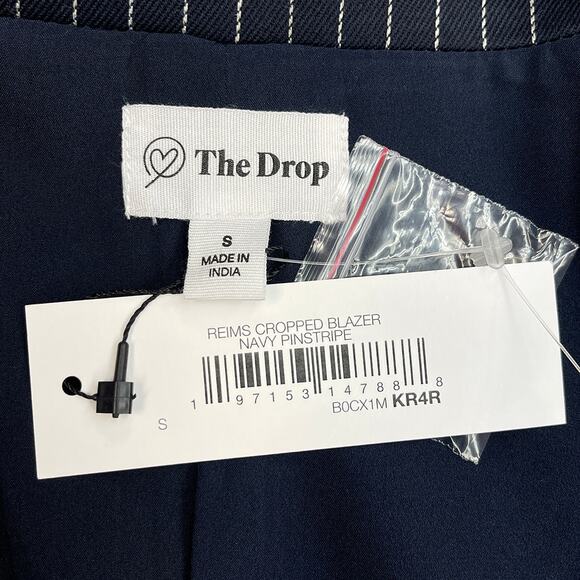 The Drop
S
MADE IN
INDIA
REIMS CROPPED BLAZER
NAVY PINSTRIPE
S
1 97153 14788 8
B0CX1M KR4R